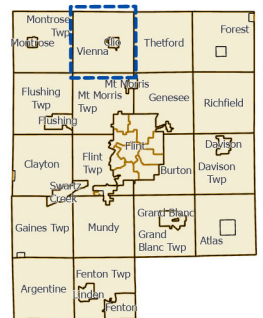 Montrose
Twp
Forest
Montrose
Clio
Vienna
Thetford
Mt Morris
Flushing
Twp
Mt Morris
Twp
Genesee
Richfield
Flushing
Flint
Davison
Clayton
Flint
Twp
Burton
Davison
Twp
Swartz
Creek
Grand Blanc
Gaines Twp
Mundy
Grand
Blanc Twp
Atlas
Fenton Twp
Argentine
Linden
Fenton